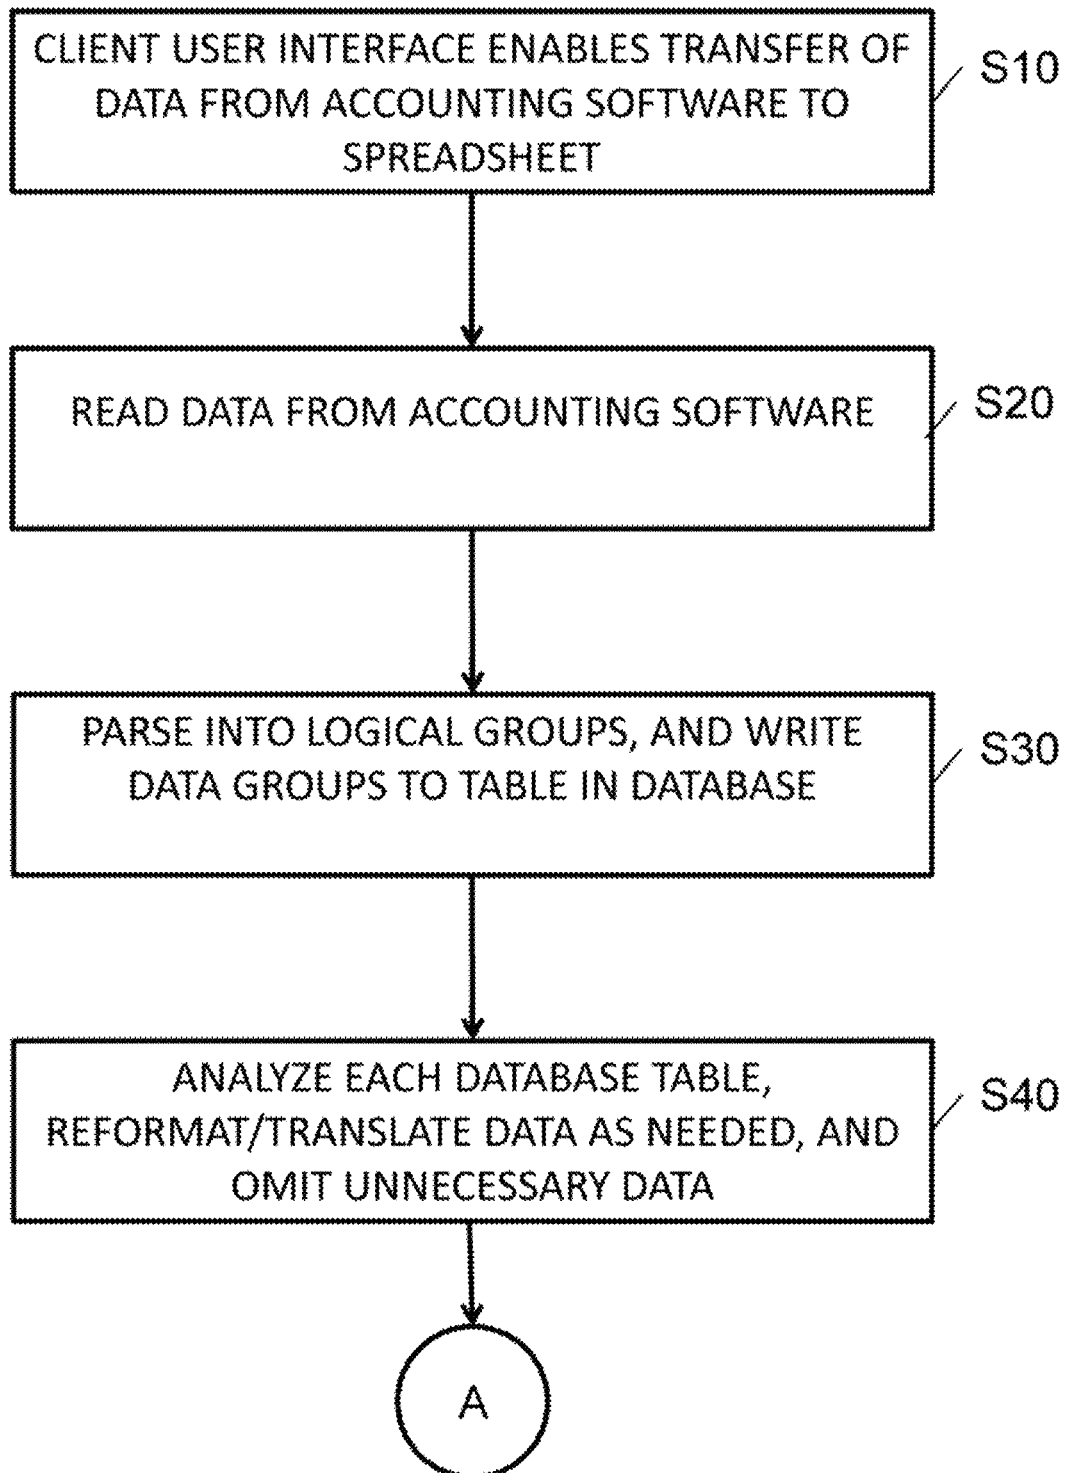 CLIENT USER INTERFACE ENABLES TRANSFER OF
DATA FROM ACCOUNTING SOFTWARE TO
SPREADSHEET
S10
READ DATA FROM ACCOUNTING SOFTWARE
S20
PARSE INTO LOGICAL GROUPS, AND WRITE
DATA GROUPS TO TABLE IN DATABASE
S30
ANALYZE EACH DATABASE TABLE,
REFORMAT/TRANSLATE DATA AS NEEDED, AND
OMIT UNNECESSARY DATA
S40
A